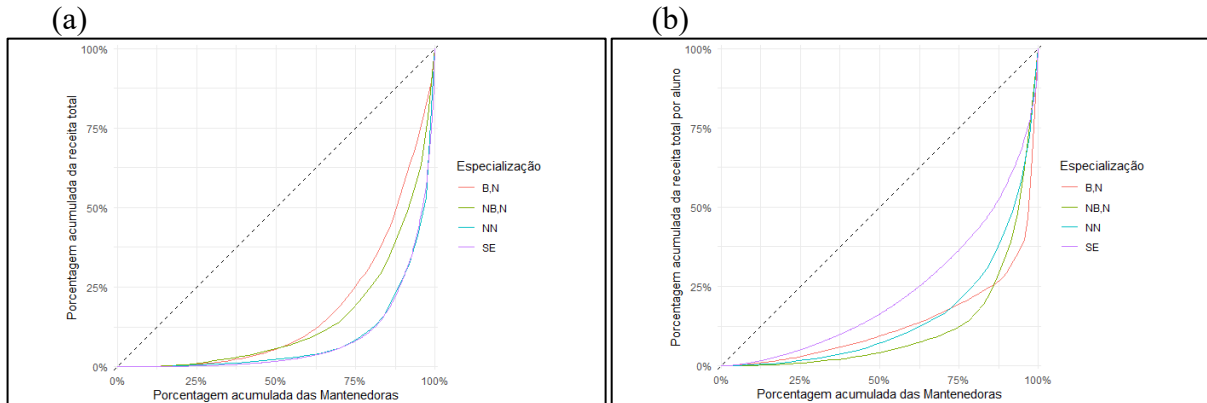 (a)
100%
75%
50%
25%
0%
Porcentagem acumulada da receita total
0%
25%
50%
75%
100%
Porcentagem acumulada das Mantenedoras
Especialização
B,N
NB,N
NN
SE
(b)
100%
75%
50%
25%
0%
Porcentagem acumulada da receita total por aluno
0%
25%
50%
75%
100%
Porcentagem acumulada das Mantenedoras
Especialização
B,N
NB,N
NN
SE